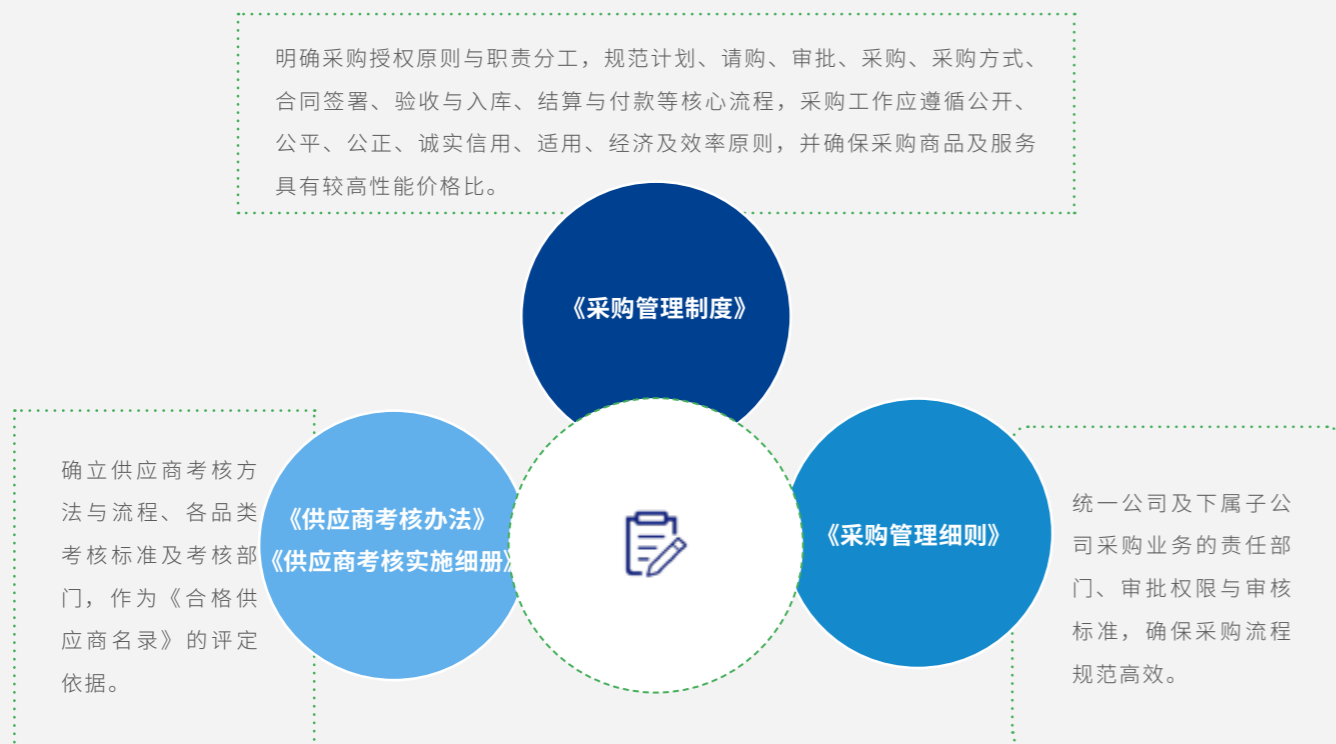 明确采购授权原则与职责分工，规范计划、请购、审批、采购、采购方式、
合同签署、验收与入库、结算与付款等核心流程，采购工作应遵循公开、
公平、公正、诚实信用、适用、经济及效率原则，并确保采购商品及服务
具有较高性能价格比。
《采购管理制度》
确立供应商考核方
法与流程、各品类
考核标准及考核部
门，作为《合格供
应商名录》的评定
依据。
《供应商考核办法》
《供应商考核实施细册》
《采购管理细则》
统一公司及下属子公
司采购业务的责任部
门、审批权限与审核
标准，确保采购流程
规范高效。